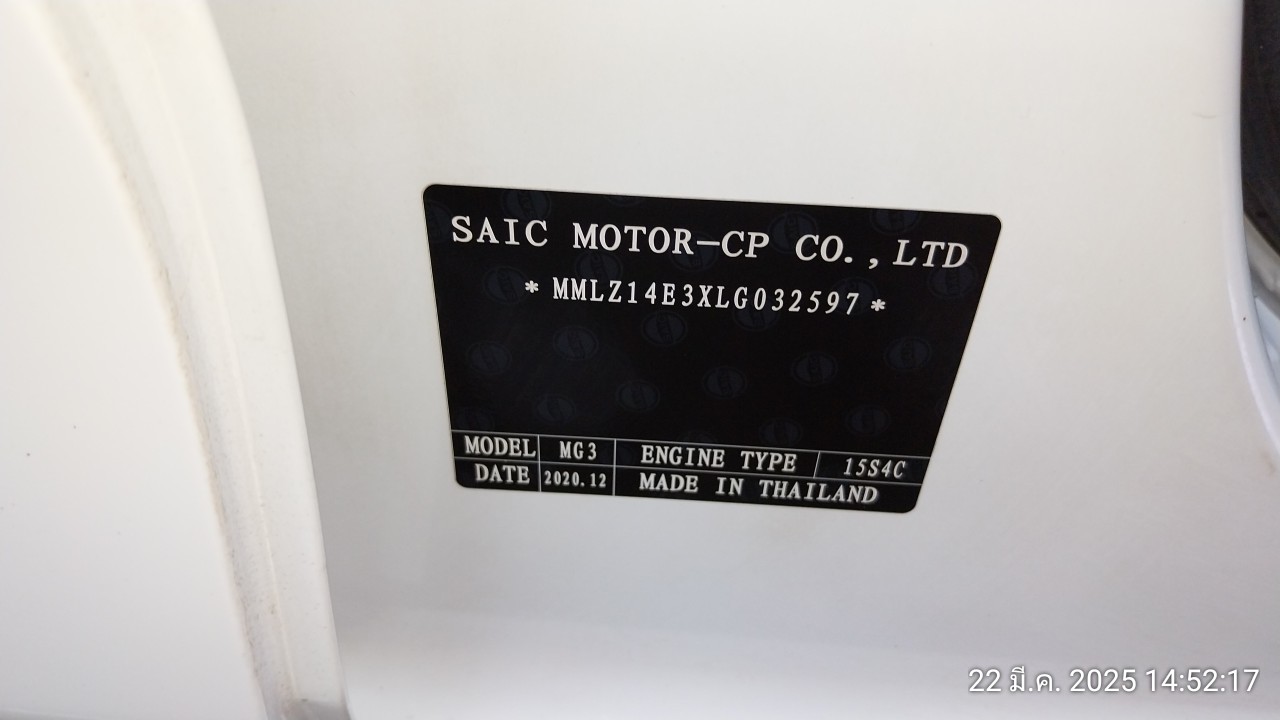 SAIC MOTOR-CP CO.,LTD
*MMLZ14E3XLG032597*
MODEL MG3 ENGINE TYPE 15S4C
DATE 2020.12 MADE IN THAILAND
22 มี.ค. 2025 14:52:17